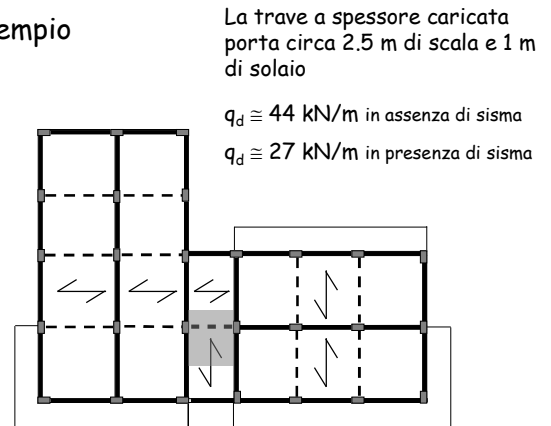 empio
La trave a spessore caricata
porta circa 2.5 m di scala e 1 m
di solaio
qd ≅ 44 kN/m in assenza di sisma
qd ≅ 27 kN/m in presenza di sisma